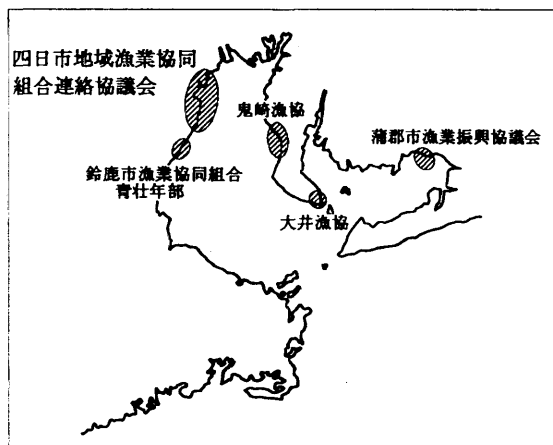 四日市地域漁業協同
組合連絡協議会
鬼崎漁協
蒲郡市漁業振興協議会
鈴鹿市漁業協同組合
青壮年部
大井漁協